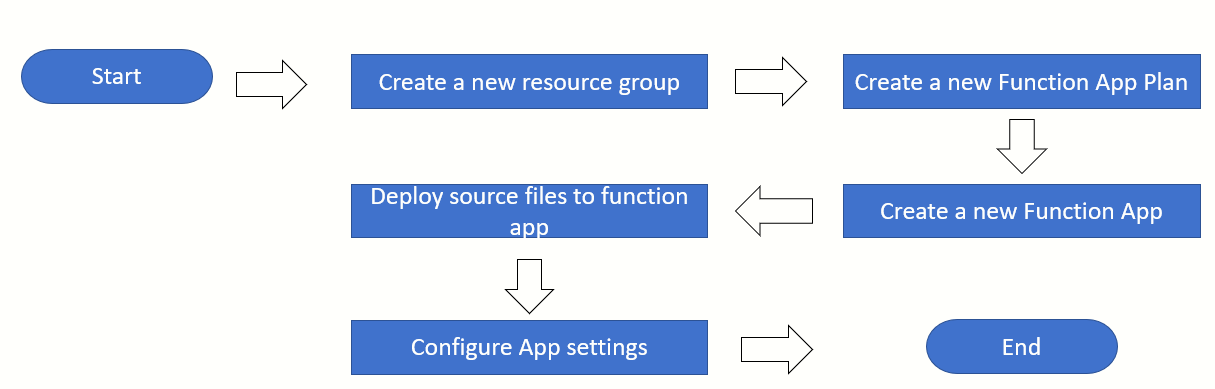 Start
Create a new resource group
Create a new Function App Plan
Create a new Function App
Deploy source files to function
app
Configure App settings
End